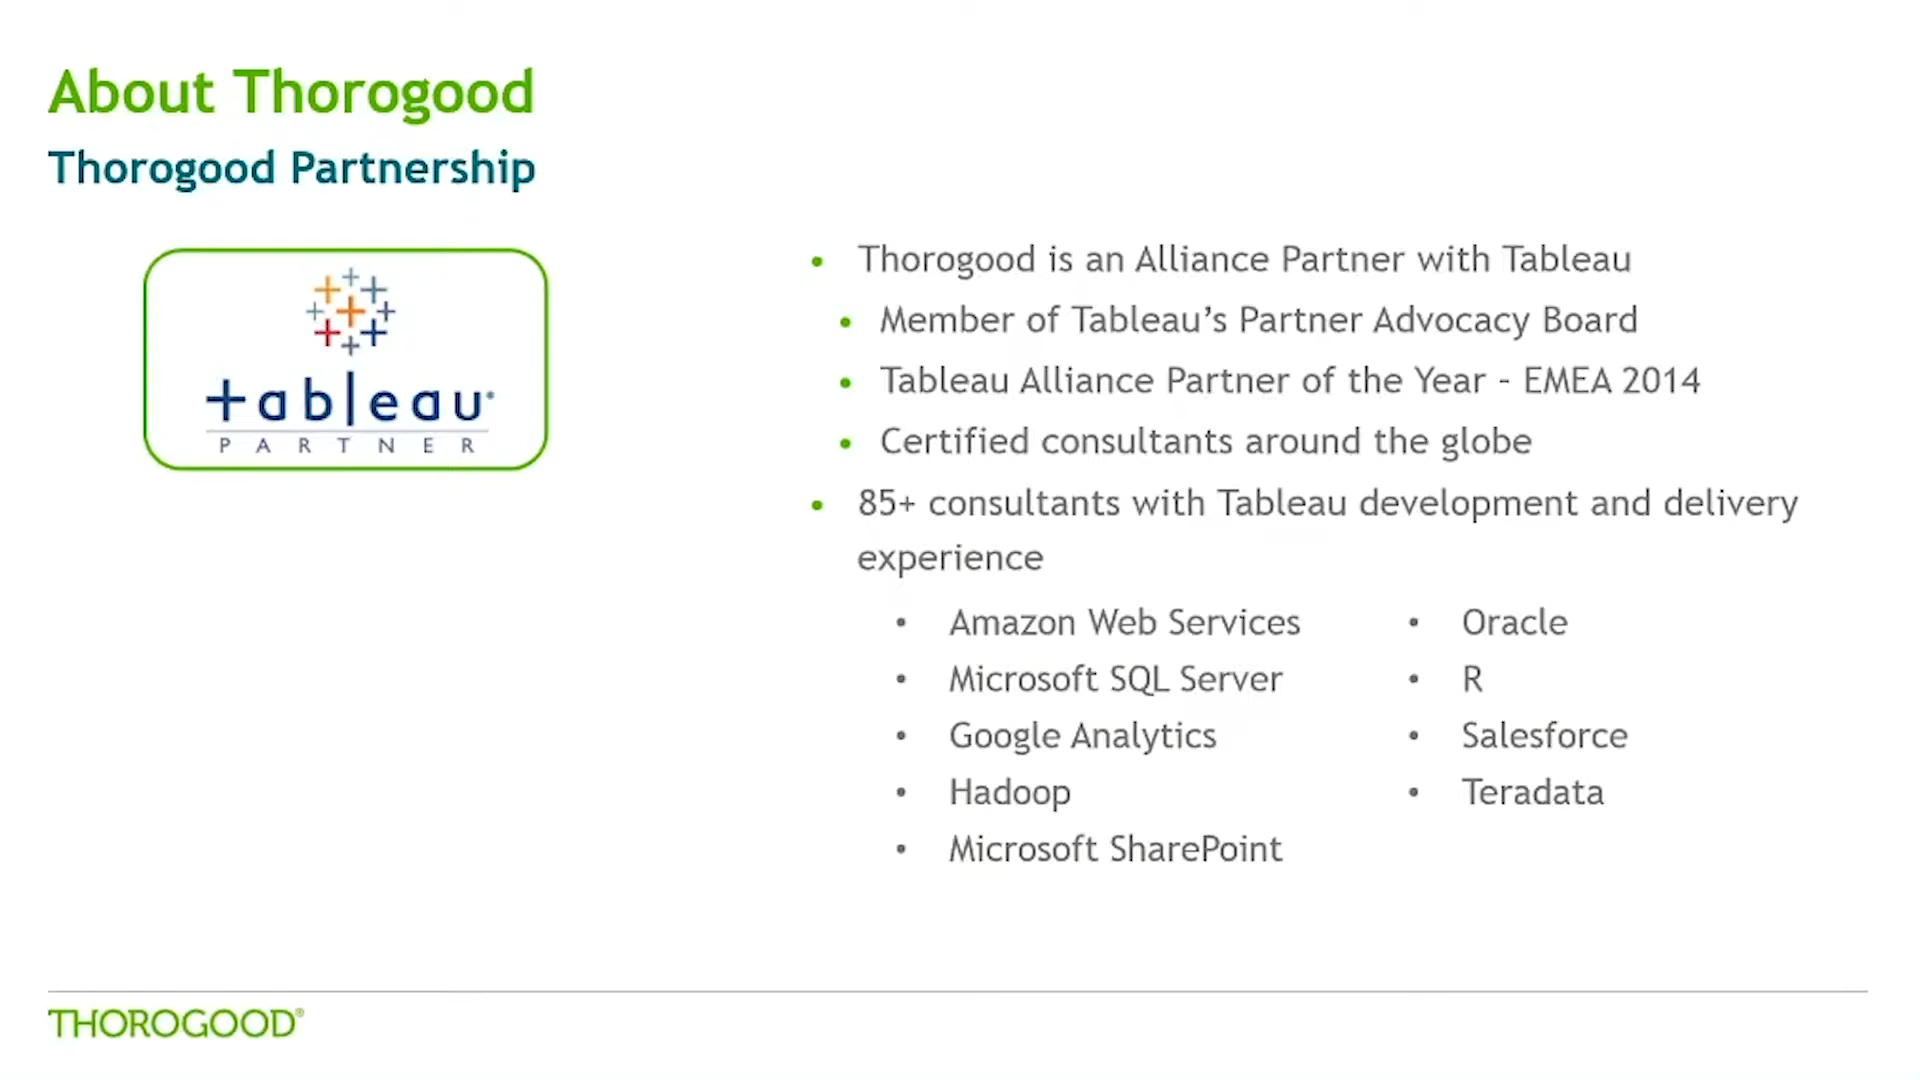 About Thorogood
Thorogood Partnership
tableau®
PARTNER
• Thorogood is an Alliance Partner with Tableau
• Member of Tableau’s Partner Advocacy Board
• Tableau Alliance Partner of the Year - EMEA 2014
• Certified consultants around the globe
• 85+ consultants with Tableau development and delivery
experience
• Amazon Web Services
• Microsoft SQL Server
• Google Analytics
• Hadoop
• Microsoft SharePoint
• Oracle
• R
• Salesforce
• Teradata
THOROGOOD®